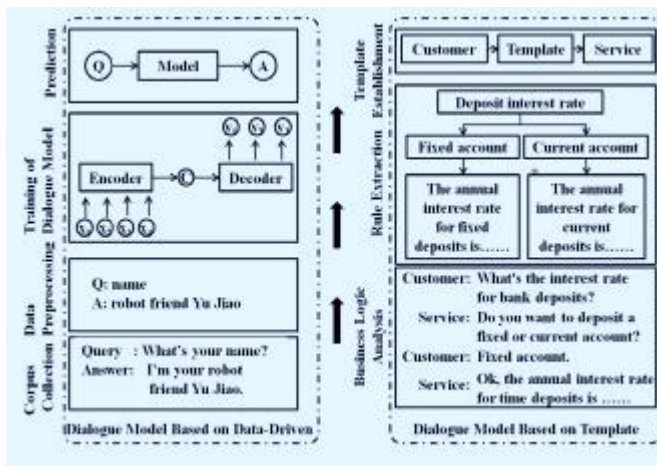 Prediction
Q
Model
A
Training of
Dialogue Model
Encoder
C
Decoder
Data
Preprocessing
Q: name
A: robot friend Yu Jiao
Corpus
Collection
Query : What's your name?
Answer: I'm your robot
friend Yu Jiao.
Dialogue Model Based on Data-Driven
Template
Establishment
Customer
Template
Service
Rule Extraction
Deposit interest rate
Fixed account
Current account
The annual
interest rate
for fixed
deposits is……
The annual
interest rate for
current
deposits is……
Business Logic
Analysis
Customer: What's the interest rate
for bank deposits?
Service: Do you want to deposit a
fixed or current account?
Customer: Fixed account.
Service: Ok, the annual interest rate
for time deposits is ……
Dialogue Model Based on Template